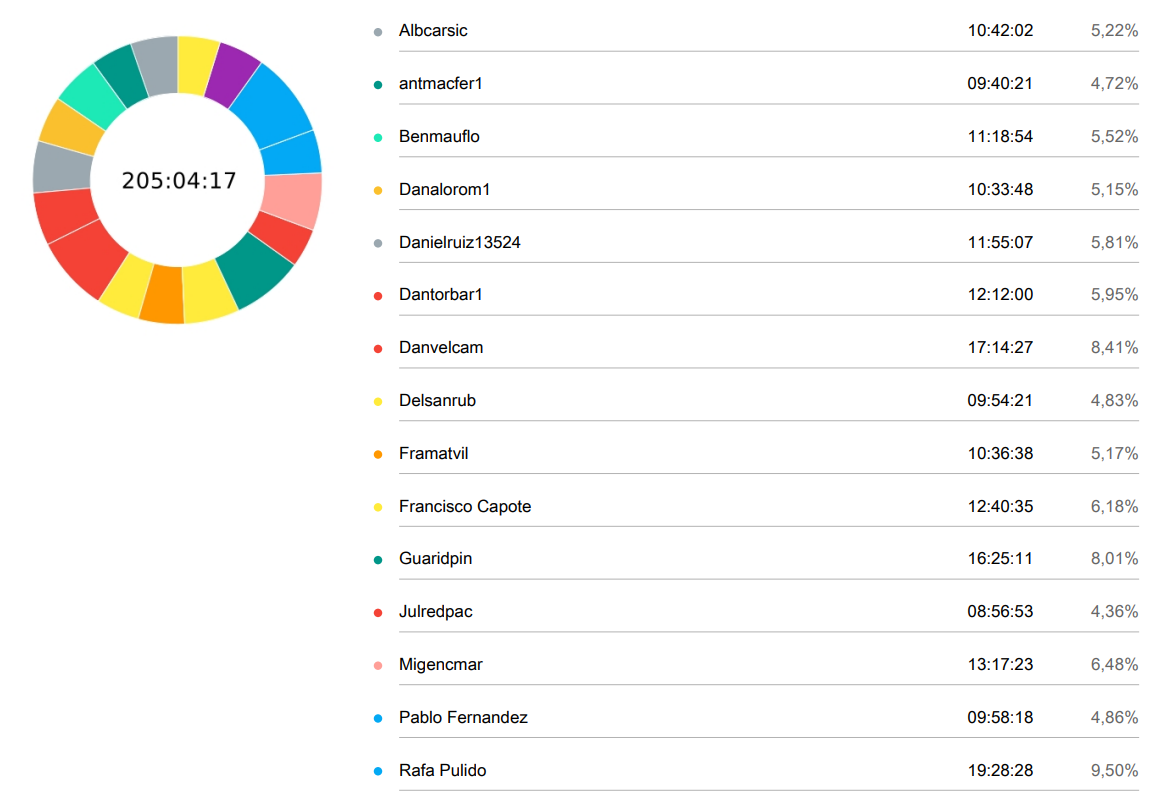 205:04:17
Albcarsic 10:42:02 5,22%
antmacfer1 09:40:21 4,72%
Benmauflo 11:18:54 5,52%
Danalorom1 10:33:48 5,15%
Danielruiz13524 11:55:07 5,81%
Dantorbar1 12:12:00 5,95%
Danvelcam 17:14:27 8,41%
Delsanrub 09:54:21 4,83%
Framatvil 10:36:38 5,17%
Francisco Capote 12:40:35 6,18%
Guaridpin 16:25:11 8,01%
Julredpac 08:56:53 4,36%
Migencmar 13:17:23 6,48%
Pablo Fernandez 09:58:18 4,86%
Rafa Pulido 19:28:28 9,50%